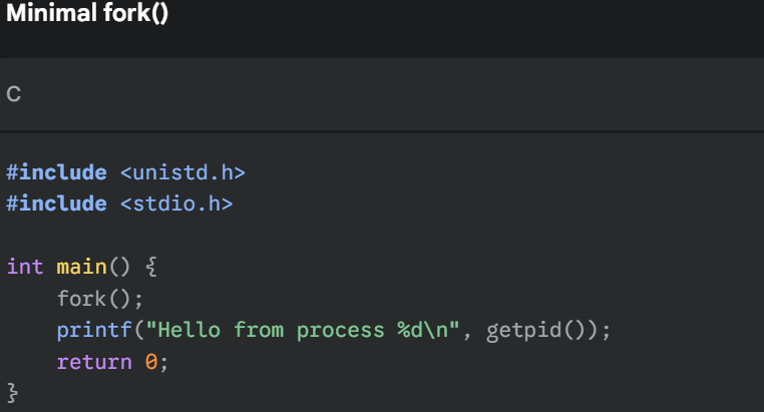 Minimal fork()
C
#include <unistd.h>
#include <stdio.h>

int main() {
    fork();
    printf("Hello from process %d\n", getpid());
    return 0;
}